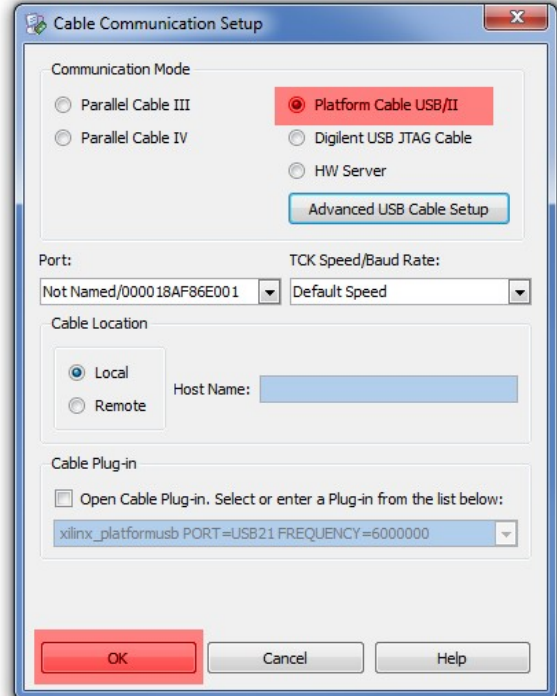 Cable Communication Setup
Communication Mode
Parallel Cable III
Platform Cable USB/II
Parallel Cable IV
Digilent USB JTAG Cable
HW Server
Advanced USB Cable Setup
Port:
TCK Speed/Baud Rate:
Not Named/000018AF86E001
Default Speed
Cable Location
Local
Host Name:
Remote
Cable Plug-in
Open Cable Plug-in. Select or enter a Plug-in from the list below:
xilinx_platformusb PORT=USB21 FREQUENCY=6000000
OK
Cancel
Help